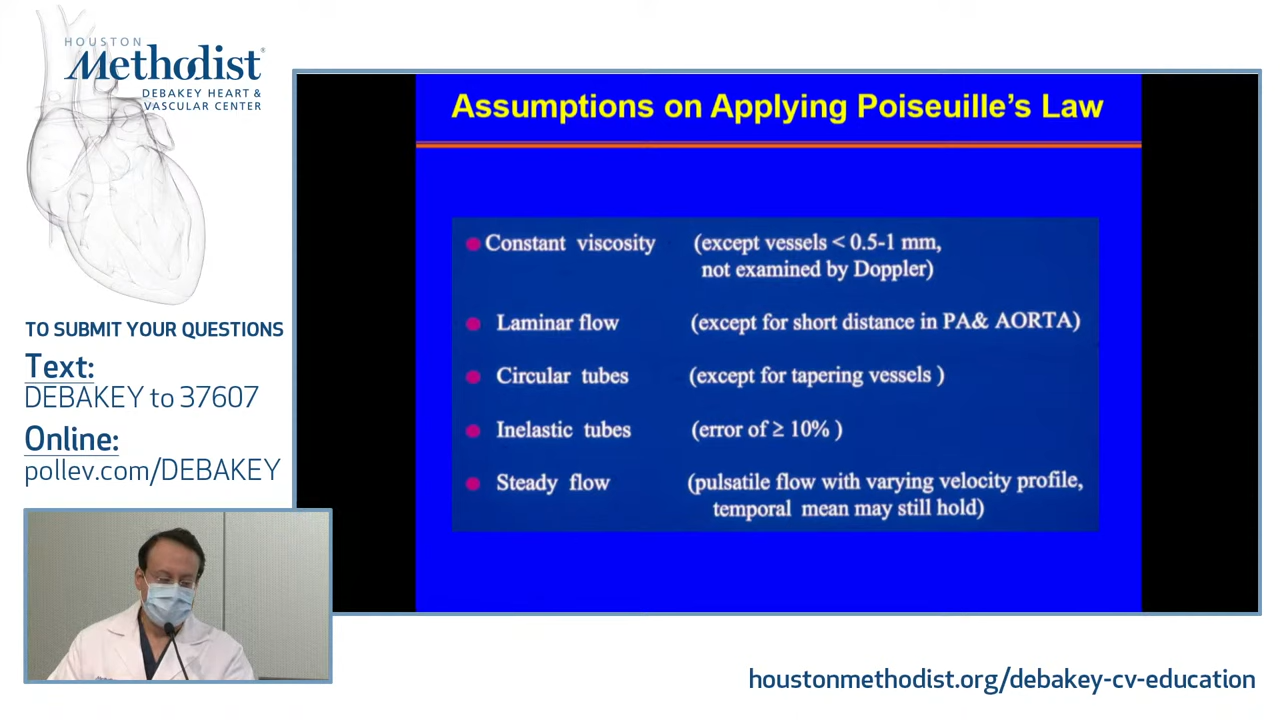 HOUSTON
Methodist®
DEBAKEY HEART &
VASCULAR CENTER
TO SUBMIT YOUR QUESTIONS
Text:
DEBAKEY to 37607
Online:
pollev.com/DEBAKEY
Assumptions on Applying Poiseuille's Law
Constant viscosity (except vessels < 0.5-1 mm,
not examined by Doppler)
Laminar flow (except for short distance in PA& AORTA)
Circular tubes (except for tapering vessels )
Inelastic tubes (error of ≥ 10% )
Steady flow (pulsatile flow with varying velocity profile,
temporal mean may still hold)
houstonmethodist.org/debakey-cv-education